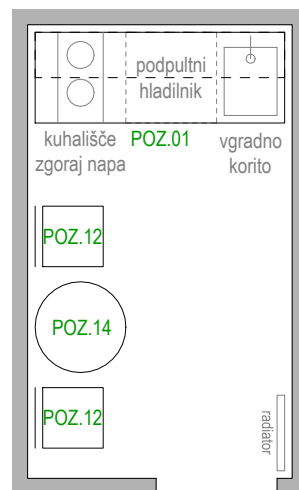 podpultni
hladilnik
kuhališče
zgoraj napa
POZ.01
vgradno
korito
POZ.12
POZ.14
POZ.12
radiator